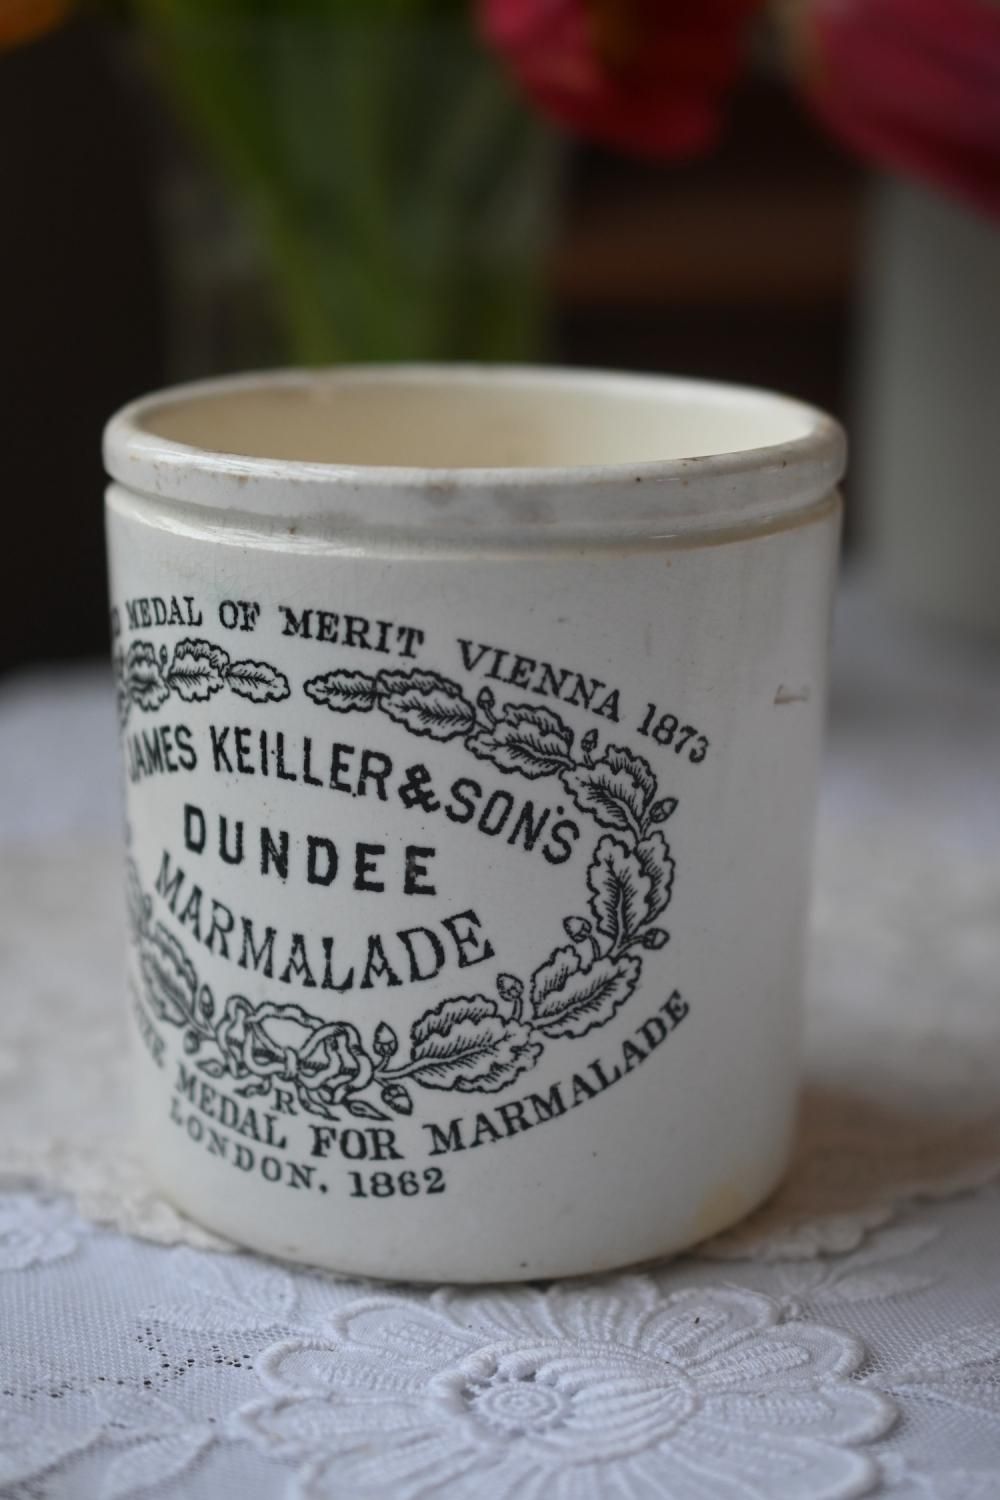 MEDAL OF MERIT VIENNA 1873
JAMES KEILLER & SON'S
DUNDEE
MARMALADE
R
MEDAL FOR MARMALADE
LONDON. 1862